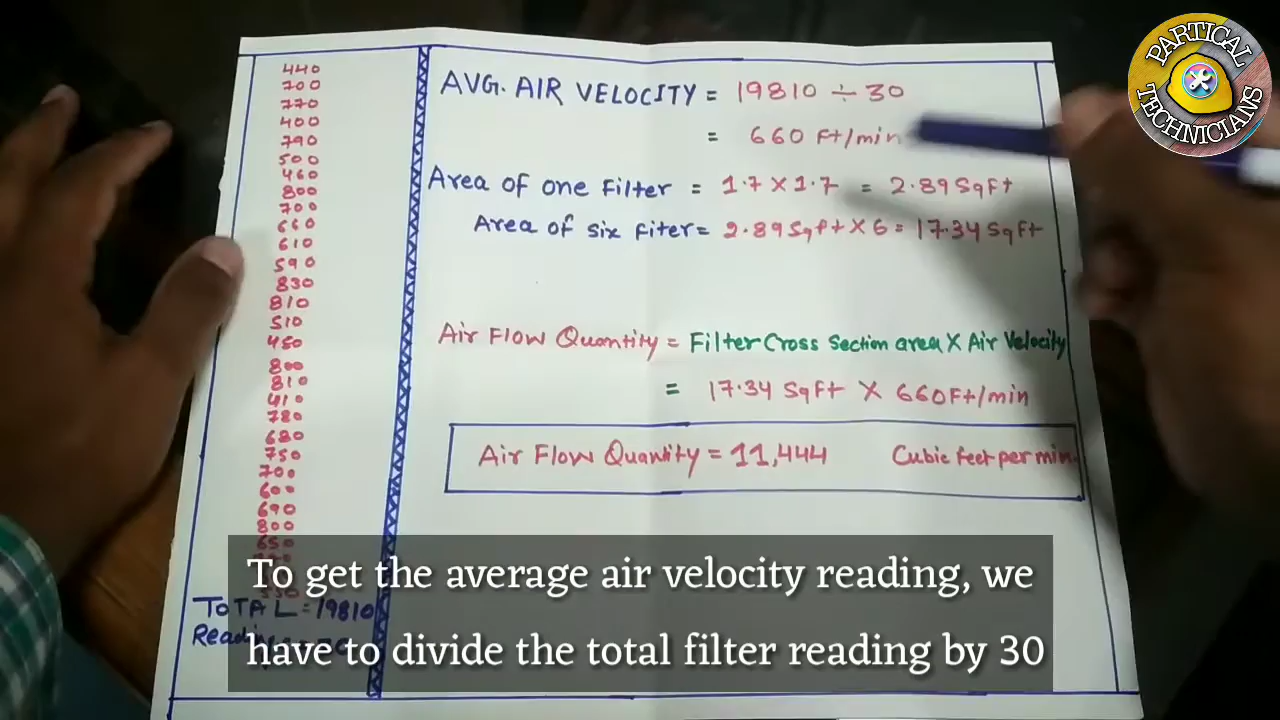 PARTICAL
TECHNICIANS
440
700
770
400
790
500
460
800
700
660
610
590
830
810
510
450
800
810
410
780
680
750
700
600
690
800
650
TOTAL = 19810
AVG. AIR VELOCITY = 19810 ÷ 30
= 660 Ft/min
Area of one Filter = 1.7 X 1.7 = 2.89 SqFt
Area of six fiter = 2.89 Sqft X 6 = 17.34 SqFt
Air Flow Quantity = Filter Cross Section area X Air Velocity
= 17.34 SqFt X 660Ft/min
Air Flow Quantity = 11,444 Cubic feet per min.
To get the average air velocity reading, we
have to divide the total filter reading by 30